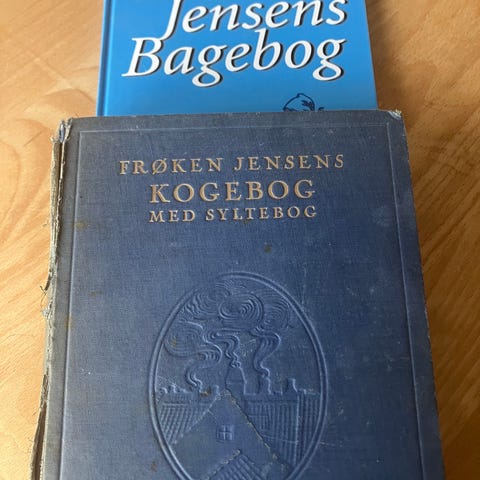 Jensens
Bagebog
FRØKEN JENSENS
KOGEBOG
MED SYLTEBOG